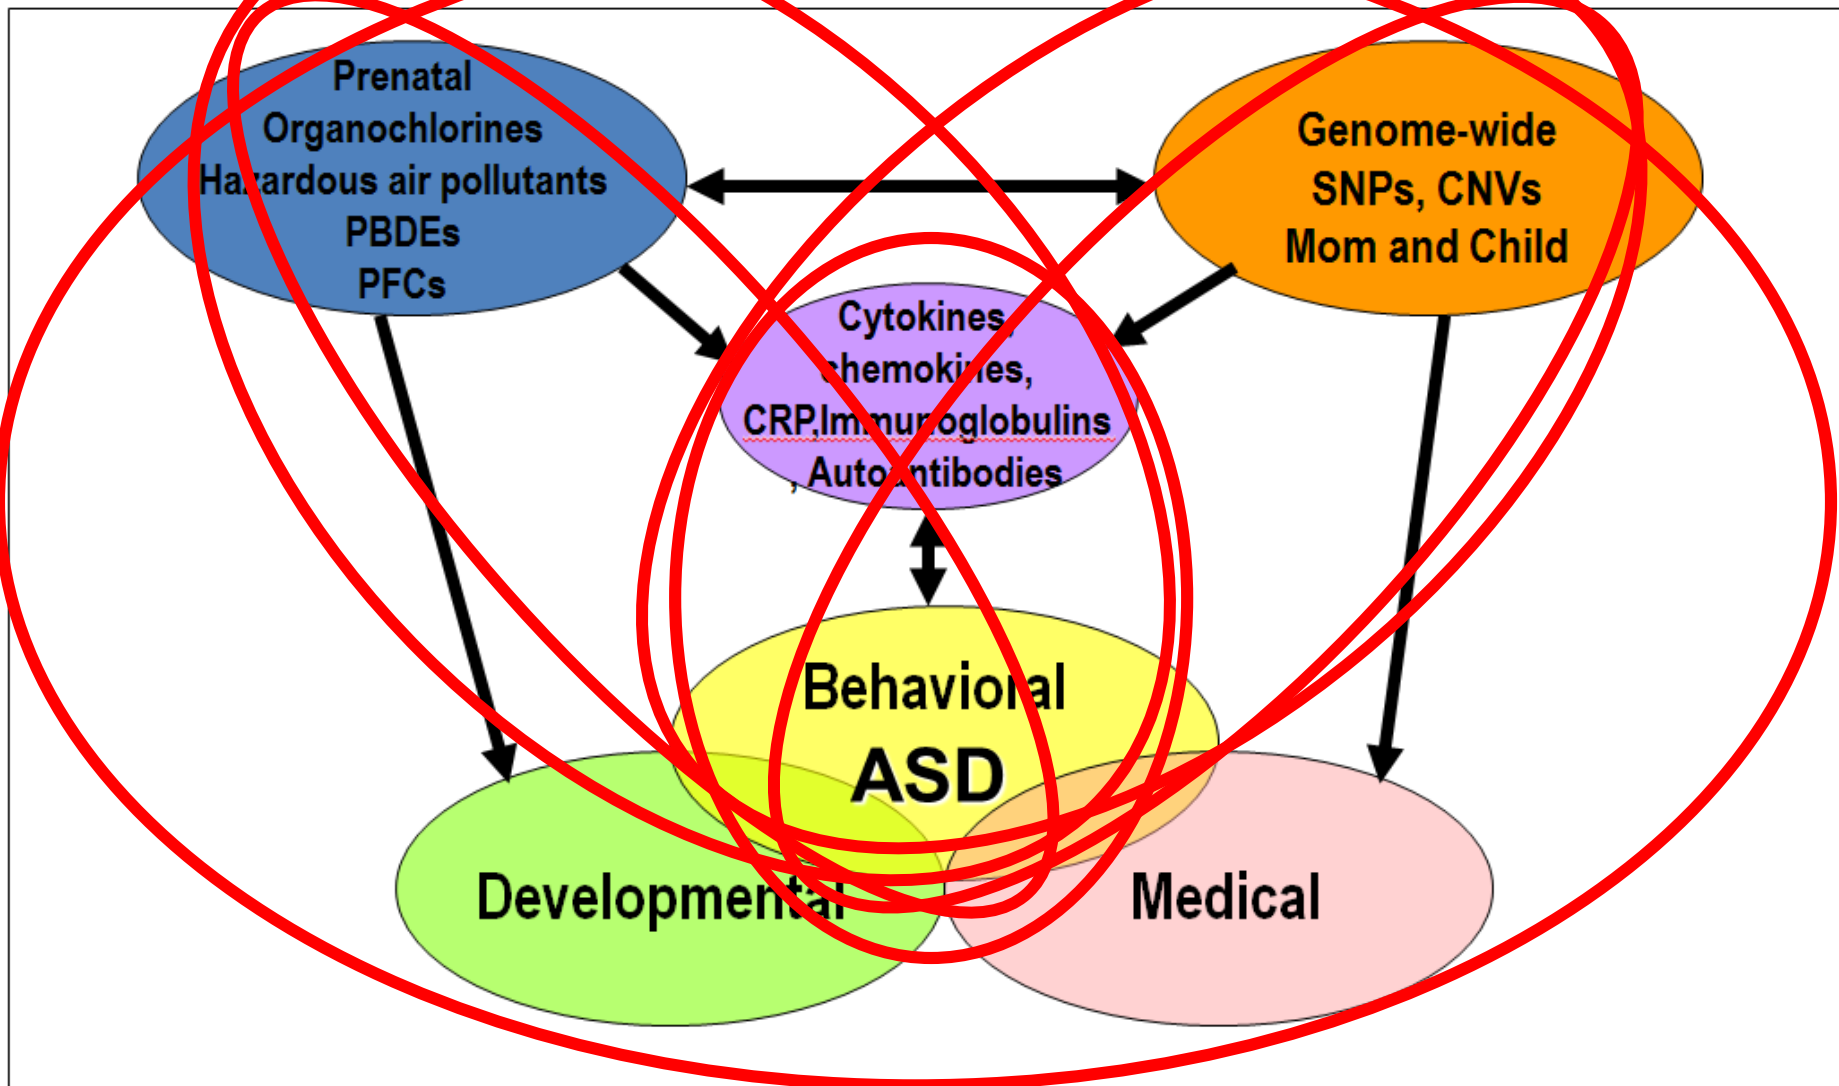 Prenatal
Organochlorines
Hazardous air pollutants
PBDEs
PFCs
Genome-wide
SNPs, CNVs
Mom and Child
Cytokines,
chemokines,
CRP,Immunoglobulins
, Autoantibodies
Behavioral
ASD
Developmental
Medical